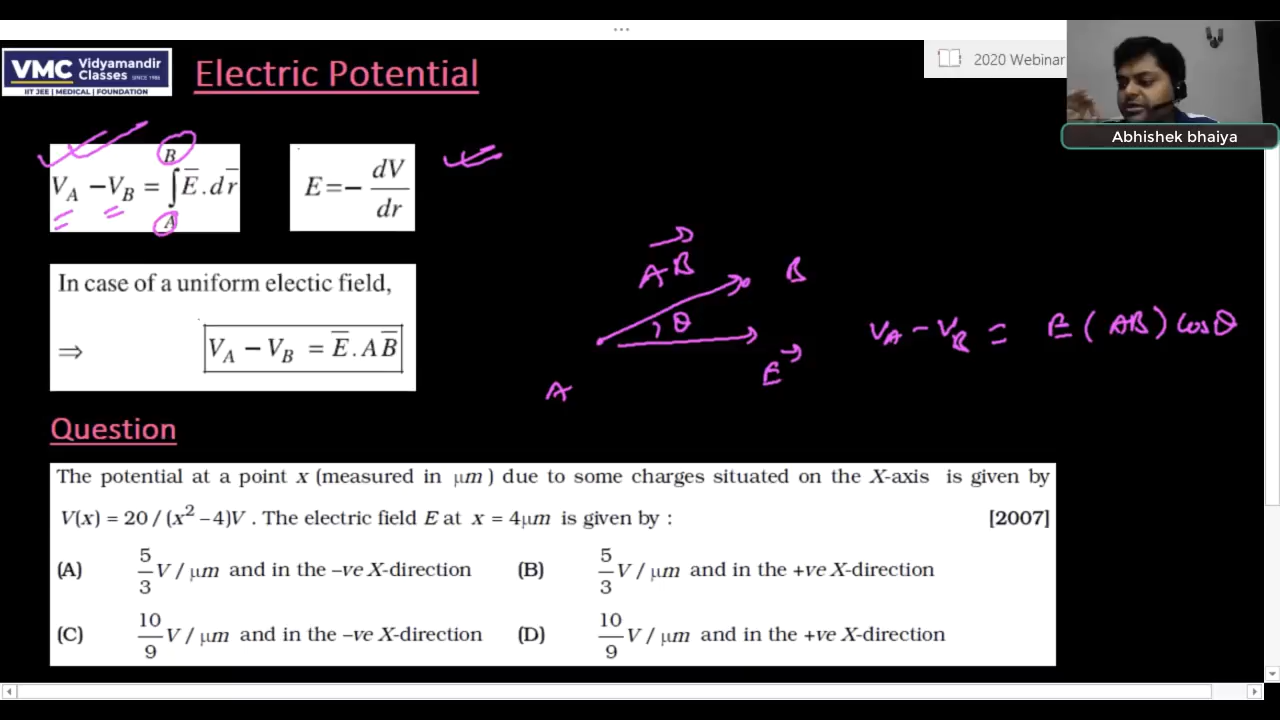 VMC Vidyamandir Classes SINCE 1986
IIT JEE | MEDICAL | FOUNDATION
Electric Potential
2020 Webinar
Abhishek bhaiya
V_A − V_B = ∫_A^B E̅ . dr̅
E = − dV/dr
In case of a uniform electic field,
⇒ V_A − V_B = E̅ . AB̅
AB→
B
θ
A
E→
V_A − V_B = E (AB) cosθ
Question
The potential at a point x (measured in μm ) due to some charges situated on the X-axis is given by
V(x) = 20 / (x² − 4)V . The electric field E at x = 4μm is given by : [2007]
(A) 5/3 V / μm and in the –ve X-direction (B) 5/3 V / μm and in the +ve X-direction
(C) 10/9 V / μm and in the –ve X-direction (D) 10/9 V / μm and in the +ve X-direction